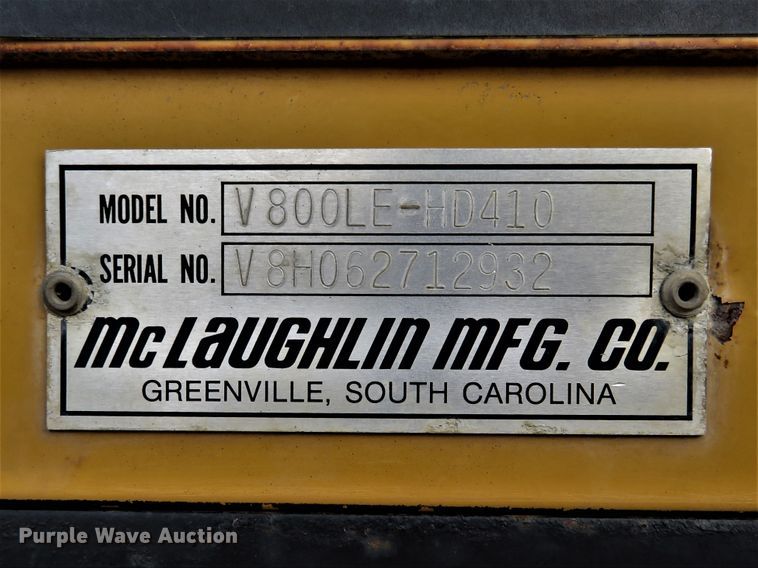 MODEL NO. V800LE-HD410
SERIAL NO. V8H062712932
McLAUGHLIN MFG. CO.
GREENVILLE, SOUTH CAROLINA
Purple Wave Auction